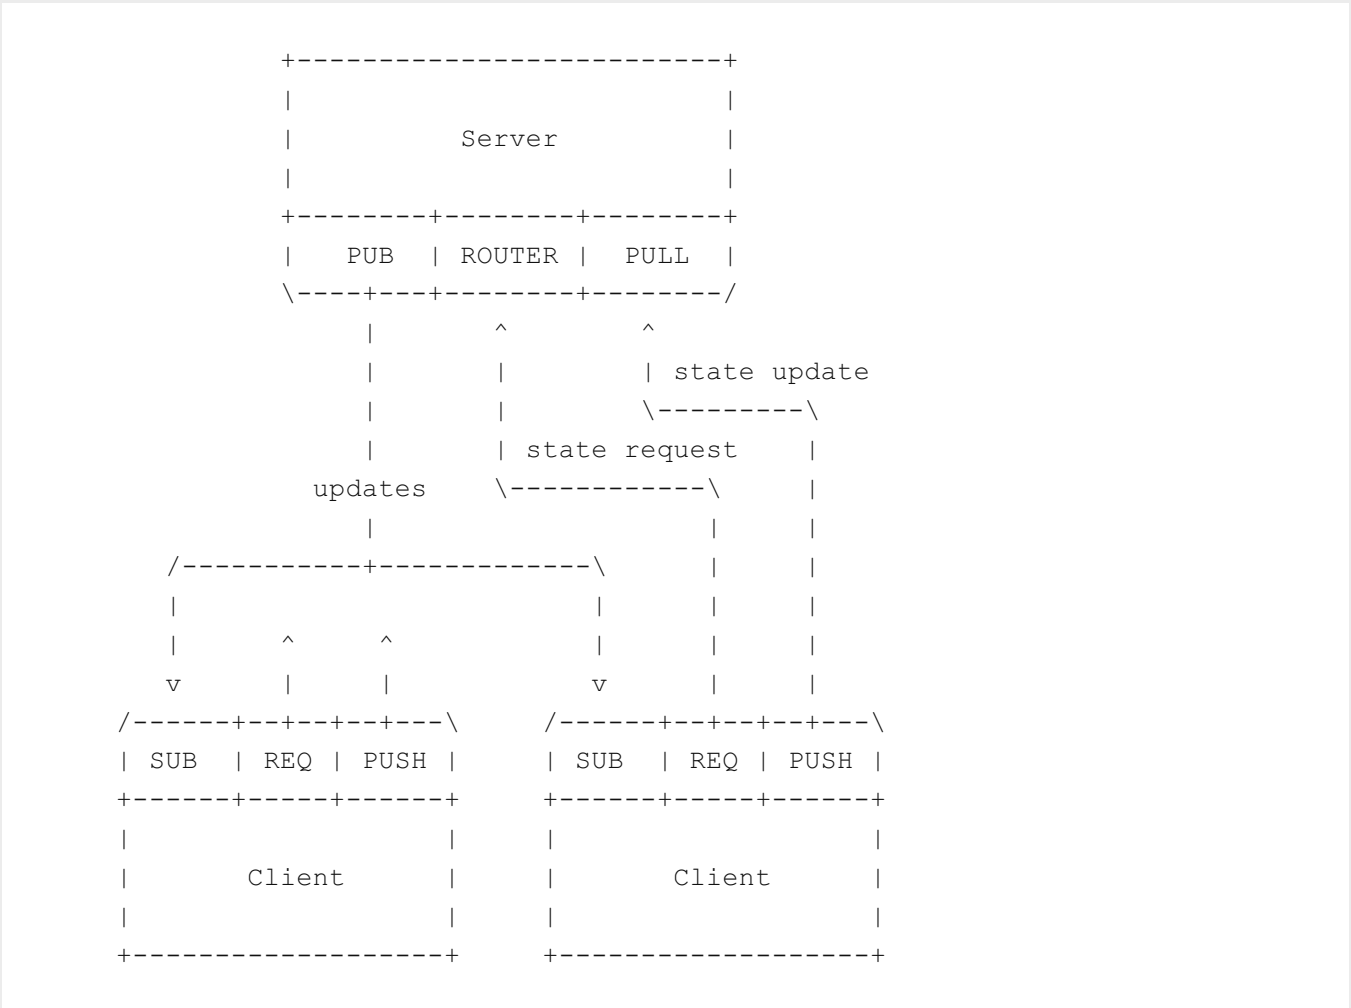 Server
PUB | ROUTER | PULL
state update
state request
updates
SUB | REQ | PUSH | SUB | REQ | PUSH
Client Client